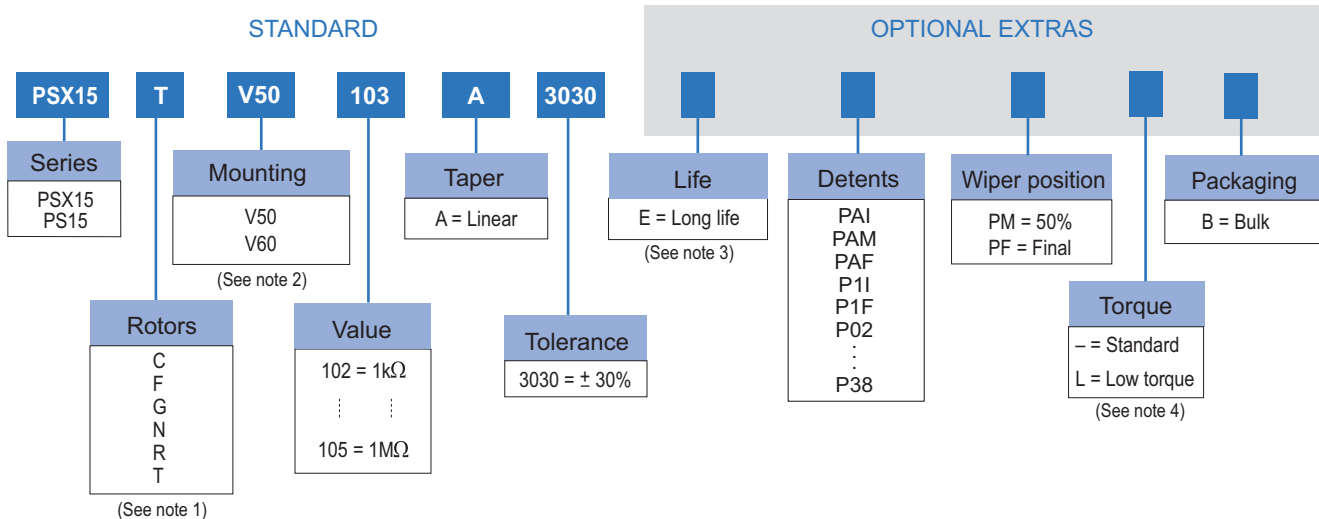 STANDARD
OPTIONAL EXTRAS
PSX15 T V50 103 A 3030
Series
PSX15
PS15
Mounting
V50
V60
(See note 2)
Taper
A = Linear
Life
E = Long life
(See note 3)
Detents
PAI
PAM
PAF
P1I
P1F
P02
:
:
P38
Wiper position
PM = 50%
PF = Final
Packaging
B = Bulk
Rotors
C
F
G
N
R
T
(See note 1)
Value
102 = 1kΩ
105 = 1MΩ
Tolerance
3030 = ± 30%
Torque
– = Standard
L = Low torque
(See note 4)